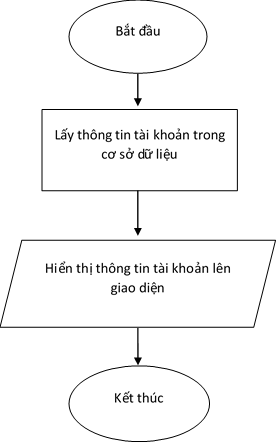 Bắt đầu
Lấy thông tin tài khoản trong
cơ sở dữ liệu
Hiển thị thông tin tài khoản lên
giao diện
Kết thúc